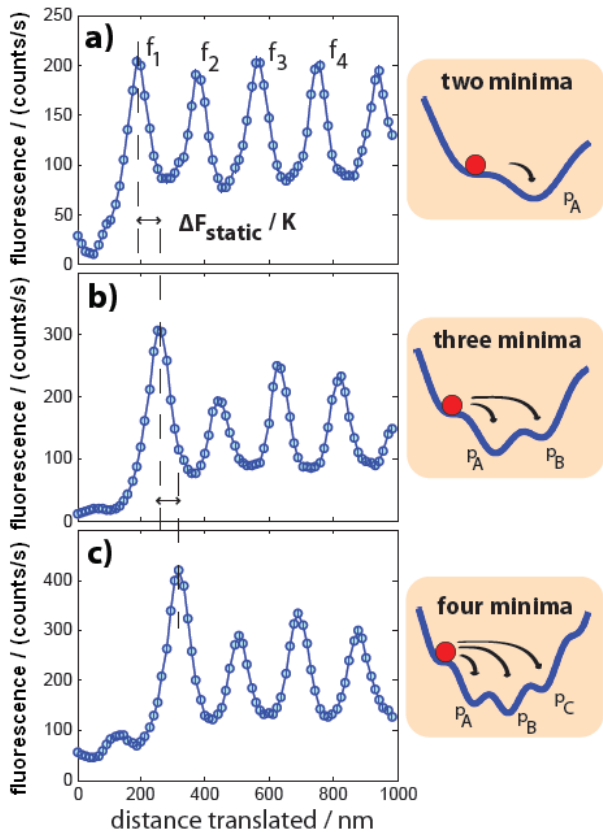 a)
f1
f2
f3
f4
250
200
150
100
50
0
fluorescence / (counts/s)
ΔFstatic / K
two minima
pA
b)
300
200
100
0
fluorescence / (counts/s)
three minima
pA
pB
c)
400
300
200
100
0
fluorescence / (counts/s)
four minima
pA
pB
pC
0 200 400 600 800 1000
distance translated / nm